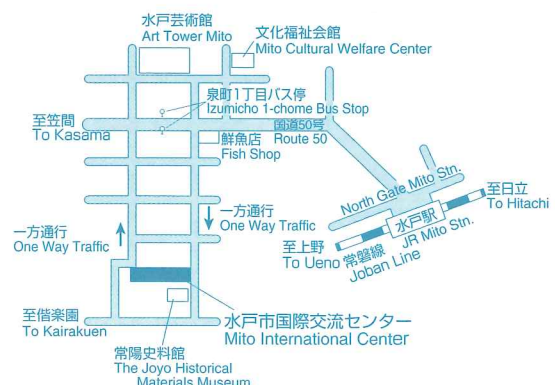 水戸芸術館
Art Tower Mito
文化福祉会館
Mito Cultural Welfare Center
泉町1丁目バス停
Izumicho 1-chome Bus Stop
至笠間
To Kasama
国道50号
Route 50
鮮魚店
Fish Shop
North Gate Mito Stn.
至日立
To Hitachi
水戸駅
JR Mito Stn.
至上野
To Ueno
常磐線
Joban Line
一方通行
One Way Traffic
一方通行
One Way Traffic
至偕楽園
To Kairakuen
水戸市国際交流センター
Mito International Center
常陽史料館
The Joyo Historical
Materials Museum